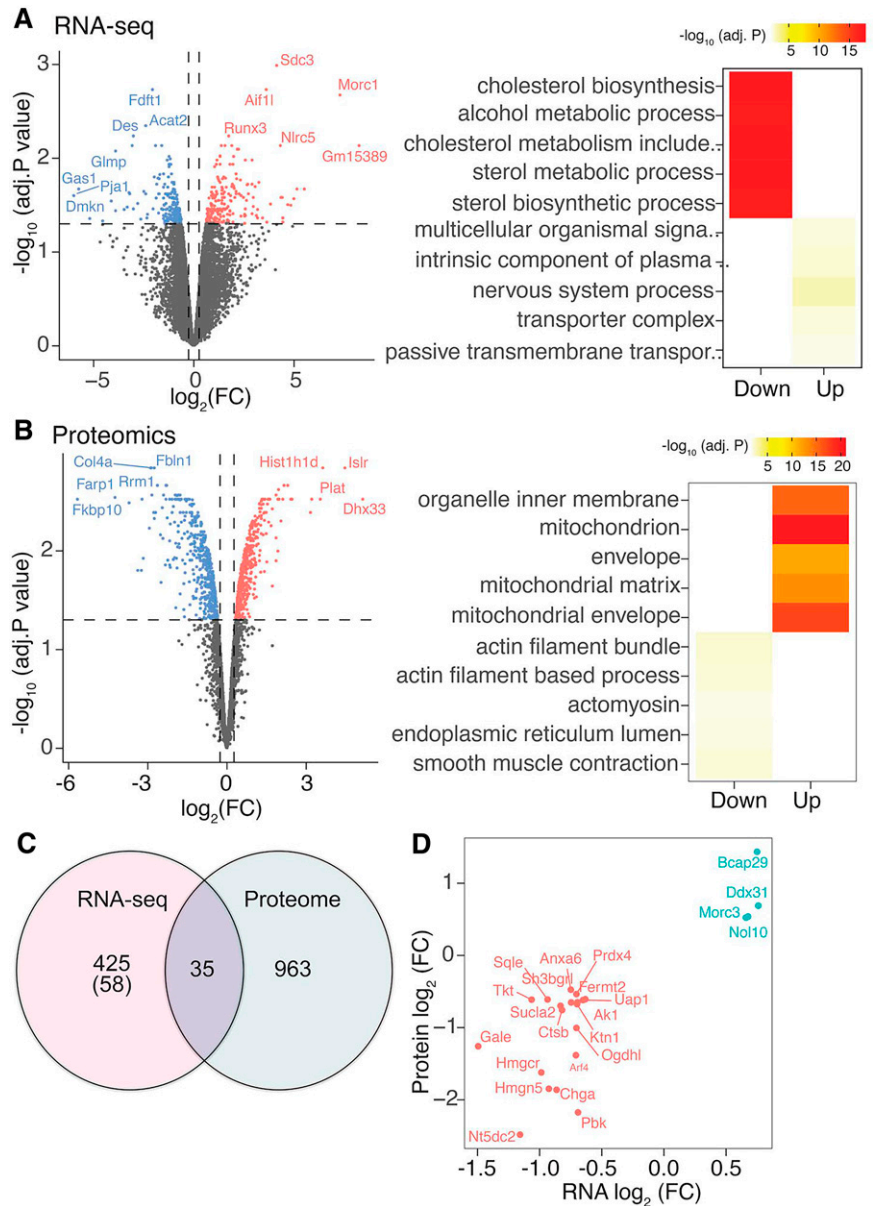 A RNA-seq
-log10 (adj. P)
5 10 15
3
2
1
0
-log10 (adj.P value)
Sdc3
Morc1
Fdft1
Aif1l
Acat2
Des
Runx3
Nlrc5
Glmp
Gm15389
Gas1
Pja1
Dmkn
-5 0 5
log2(FC)
cholesterol biosynthesis
alcohol metabolic process
cholesterol metabolism include..
sterol metabolic process
sterol biosynthetic process
multicellular organismal signa..
intrinsic component of plasma ..
nervous system process
transporter complex
passive transmembrane transpor..
Down Up
B Proteomics
-log10 (adj. P)
5 10 15 20
2
1
0
-log10 (adj.P value)
Col4a
Fbln1
Hist1h1d
Islr
Farp1
Rrm1
Plat
Fkbp10
Dhx33
-6 -3 0 3
log2(FC)
organelle inner membrane
mitochondrion
envelope
mitochondrial matrix
mitochondrial envelope
actin filament bundle
actin filament based process
actomyosin
endoplasmic reticulum lumen
smooth muscle contraction
Down Up
C
RNA-seq
Proteome
425
(58)
35
963
D
Protein log2 (FC)
1
0
-1
-2
Bcap29
Ddx31
Morc3
Nol10
Anxa6
Prdx4
Sqle
Sh3bgrl
Fermt2
Tkt
Uap1
Sucla2
Ak1
Ctsb
Ktn1
Ogdhl
Gale
Arf4
Hmgcr
Hmgn5
Chga
Pbk
Nt5dc2
-1.5 -1.0 -0.5 0.0 0.5
RNA log2 (FC)